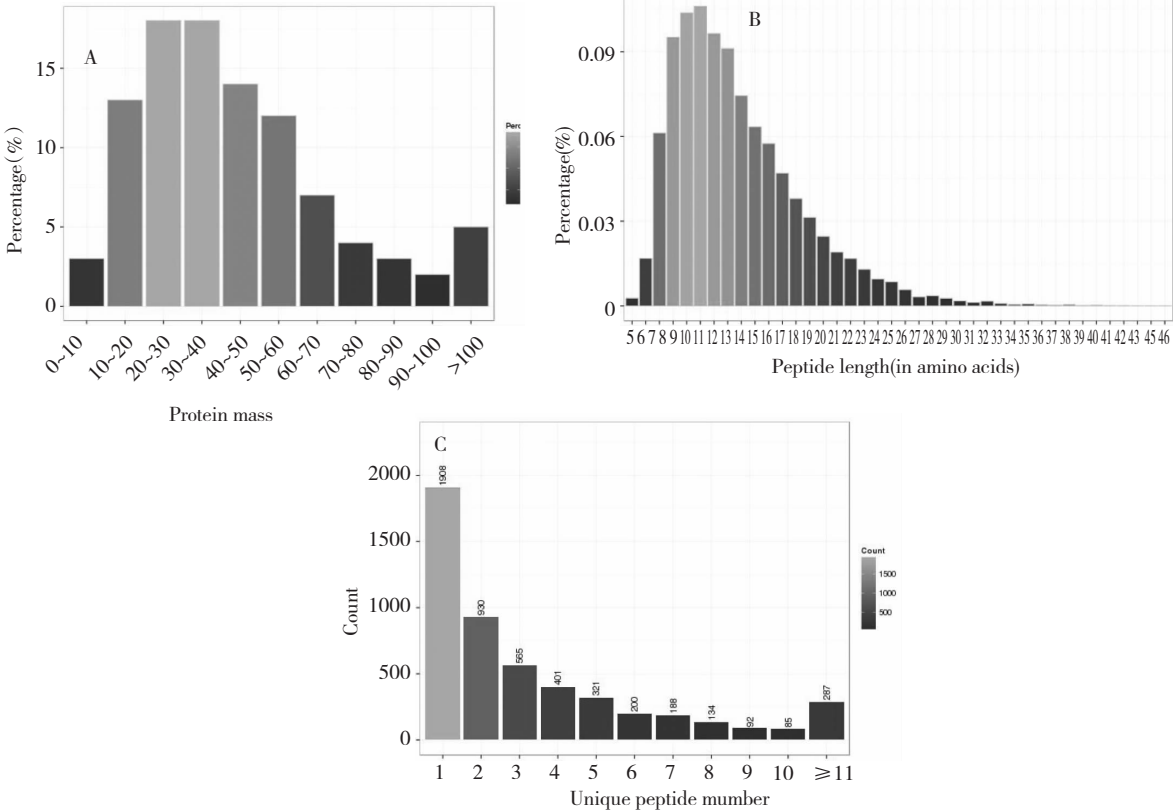 A
15
10
5
0
Percentage(%)
0~10 10~20 20~30 30~40 40~50 50~60 60~70 70~80 80~90 90~100 >100
Protein mass
Perc
B
0.09
0.06
0.03
0
Percentage(%)
5 6 7 8 9 10 11 12 13 14 15 16 17 18 19 20 21 22 23 24 25 26 27 28 29 30 31 32 33 34 35 36 37 38 39 40 41 42 43 45 46
Peptide length(in amino acids)
C
2000
1500
1000
500
0
Count
1908 930 565 401 321 200 188 134 92 85 287
1 2 3 4 5 6 7 8 9 10 ≥11
Unique peptide mumber
Count
1500
1000
500